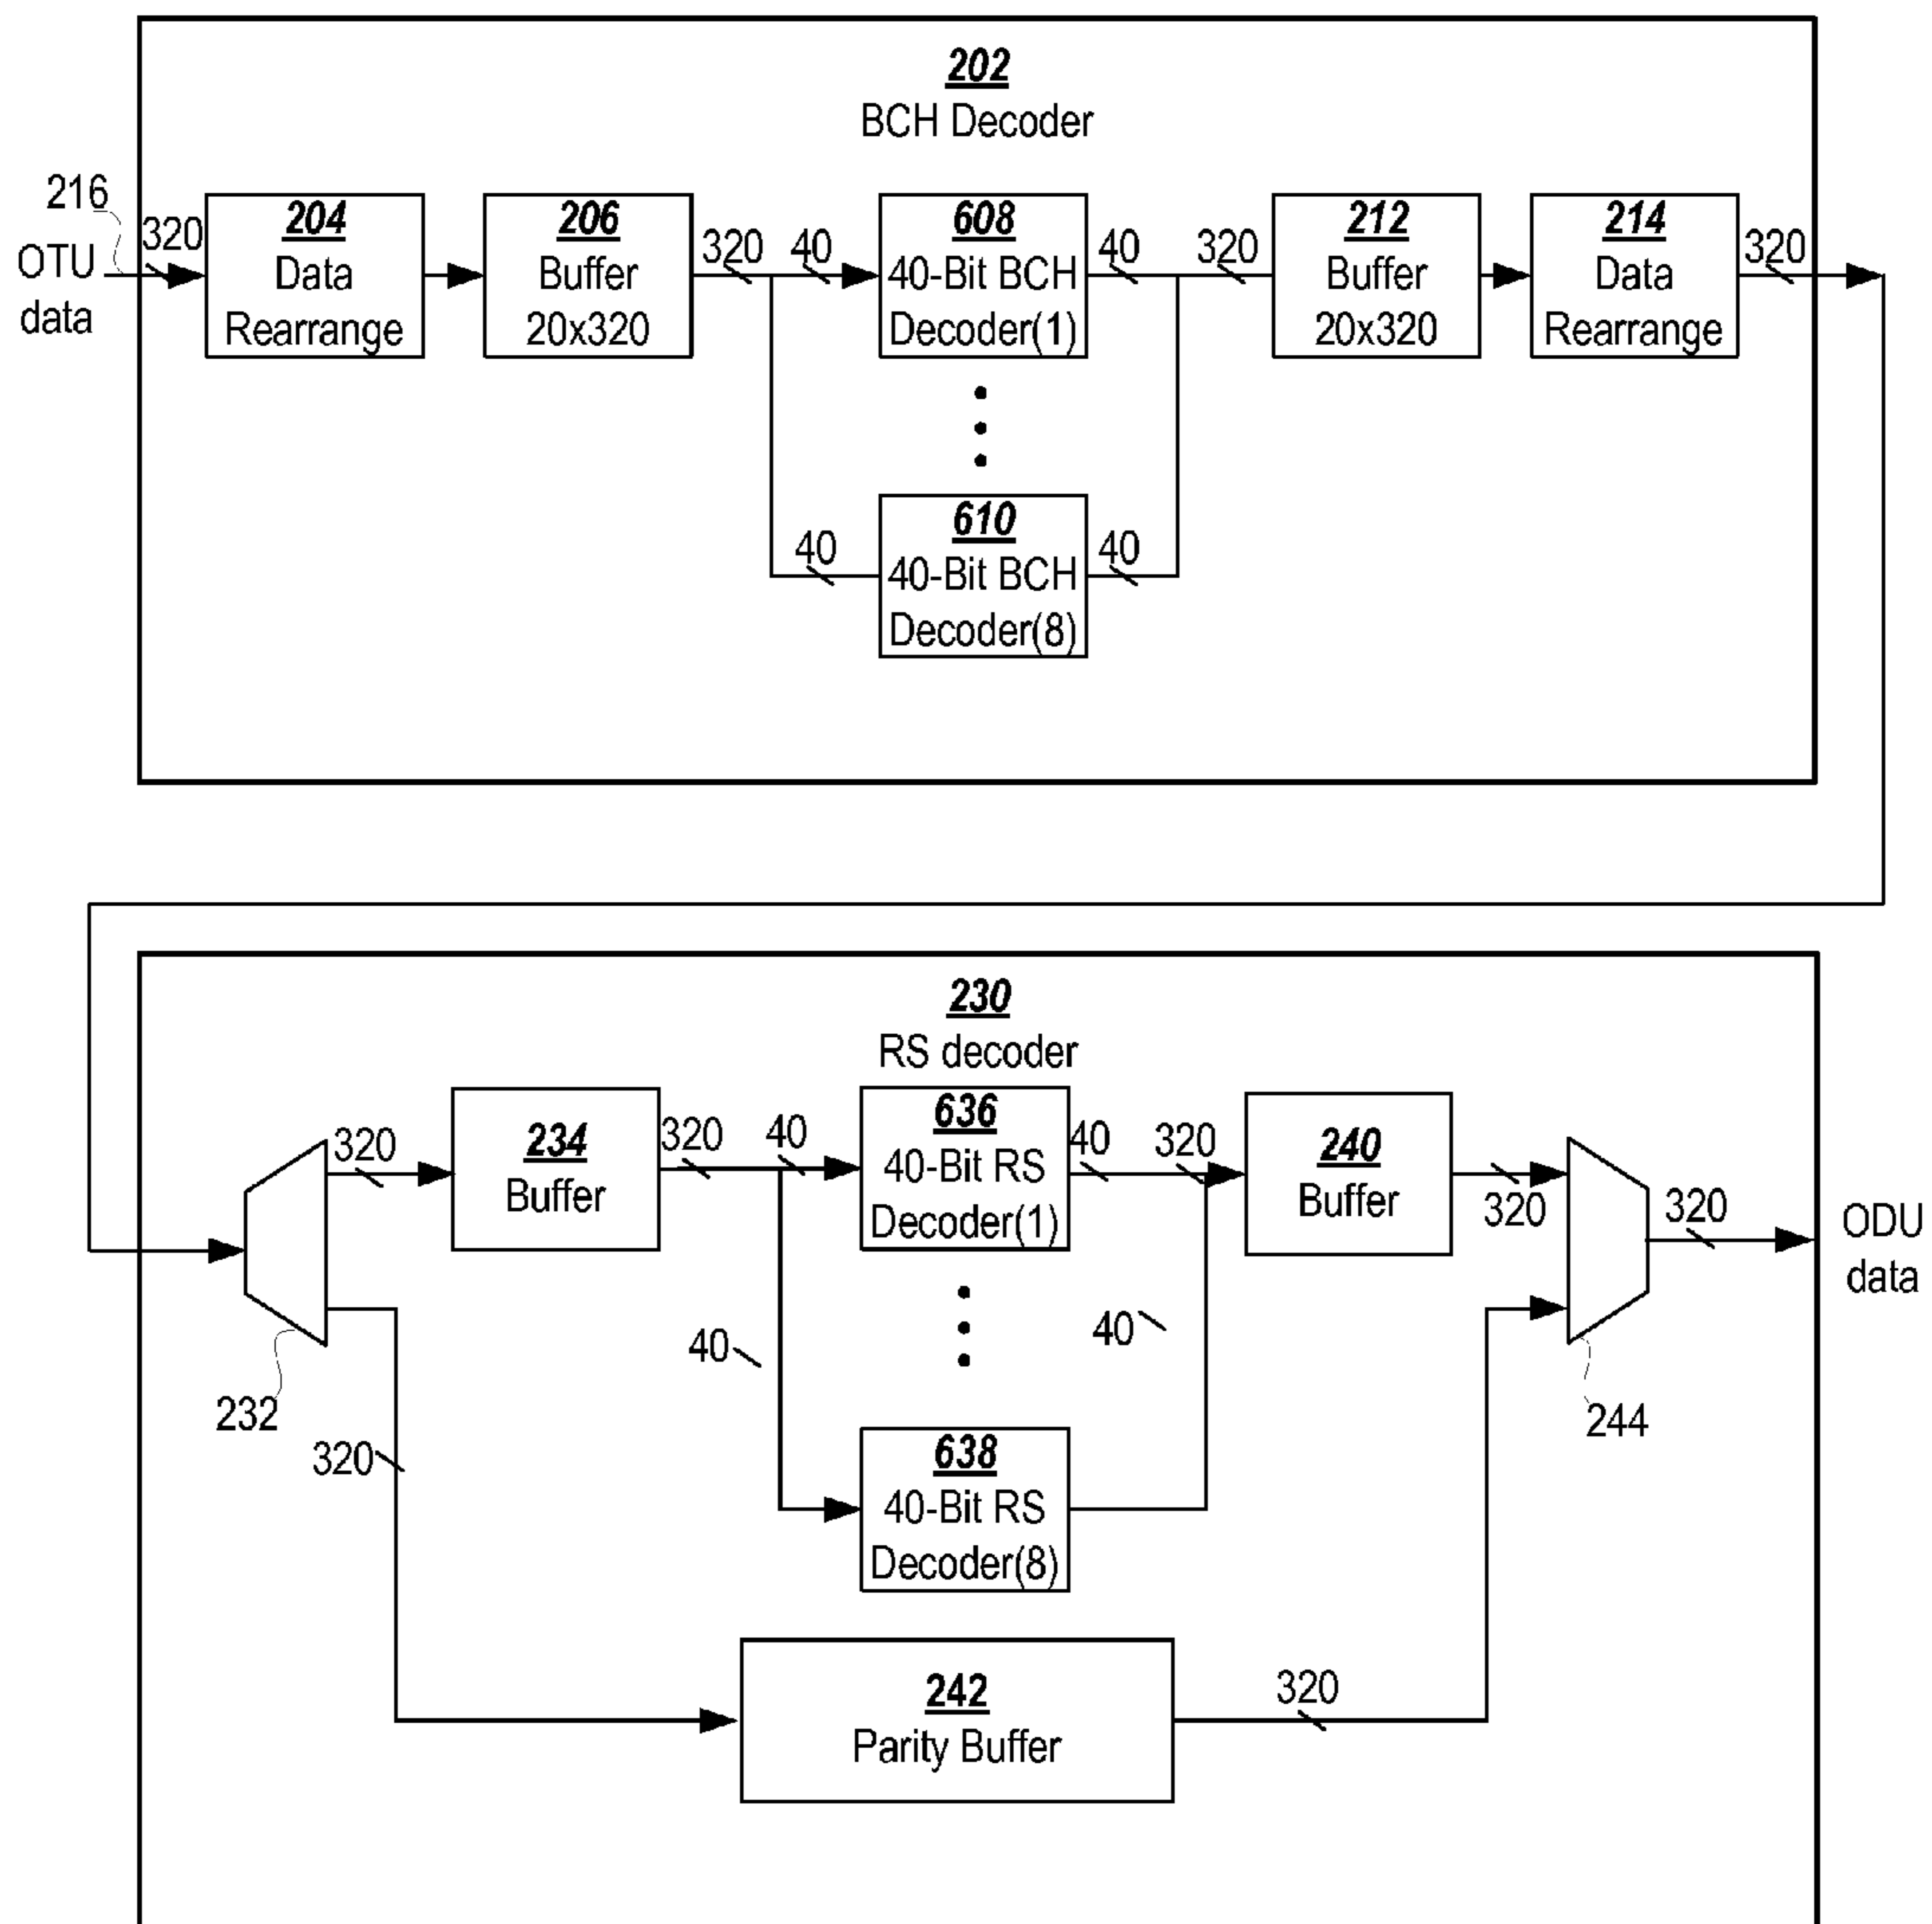 202
BCH Decoder
216
320
OTU
data
204
Data
Rearrange
206
Buffer
20x320
320
40
608
40-Bit BCH
Decoder(1)
40
320
212
Buffer
20x320
214
Data
Rearrange
320
40
610
40-Bit BCH
Decoder(8)
40
230
RS decoder
232
320
234
Buffer
320
40
636
40-Bit RS
Decoder(1)
40
320
240
Buffer
320
244
320
ODU
data
40
40
638
40-Bit RS
Decoder(8)
320
242
Parity Buffer
320